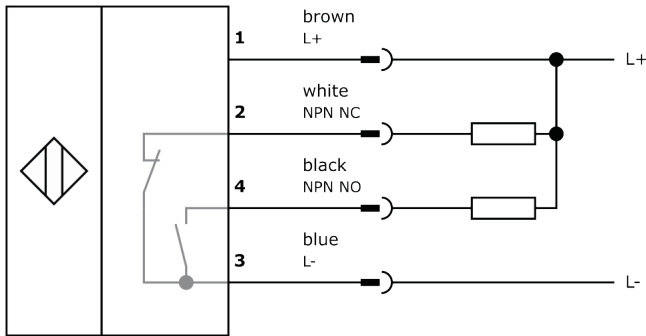 brown
1 L+ L+
white
2 NPN NC
black
4 NPN NO
blue
3 L- L-